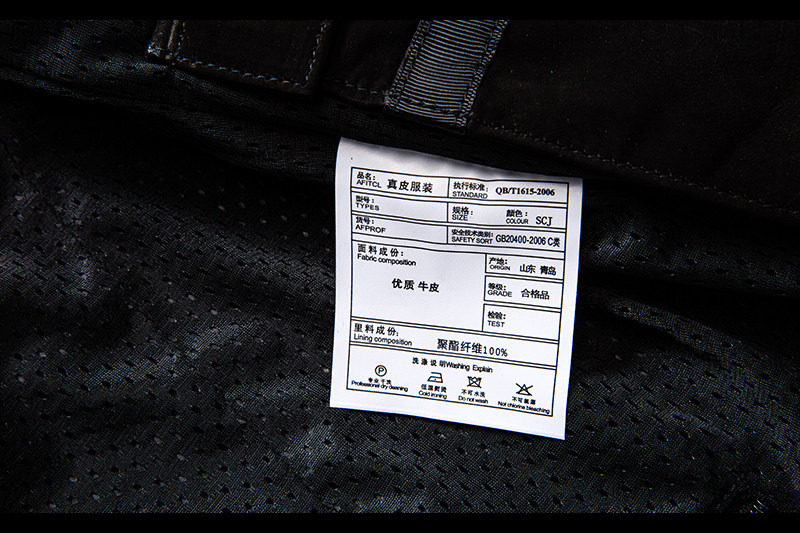 品名: 真皮服装 执行标准: QB/T1615-2006
AFITCL STANDARD
型号: 规格: 颜色: SCJ
TYPES SIZE COLOUR
货号: 安全技术类别: GB20400-2006 C类
AFPROF SAFETY SORT
面料成份: 产地: 山东 青岛
Fabric composition ORIGIN
优质 牛皮 等级: 合格品
GRADE
检验:
TEST
里料成份: 聚酯纤维100%
Lining composition
洗涤说明Washing Explain
P
专业干洗 低温熨烫 不可水洗 不可氯漂
Professional dry cleaning Cold ironing Do not wash Not chlorine bleaching